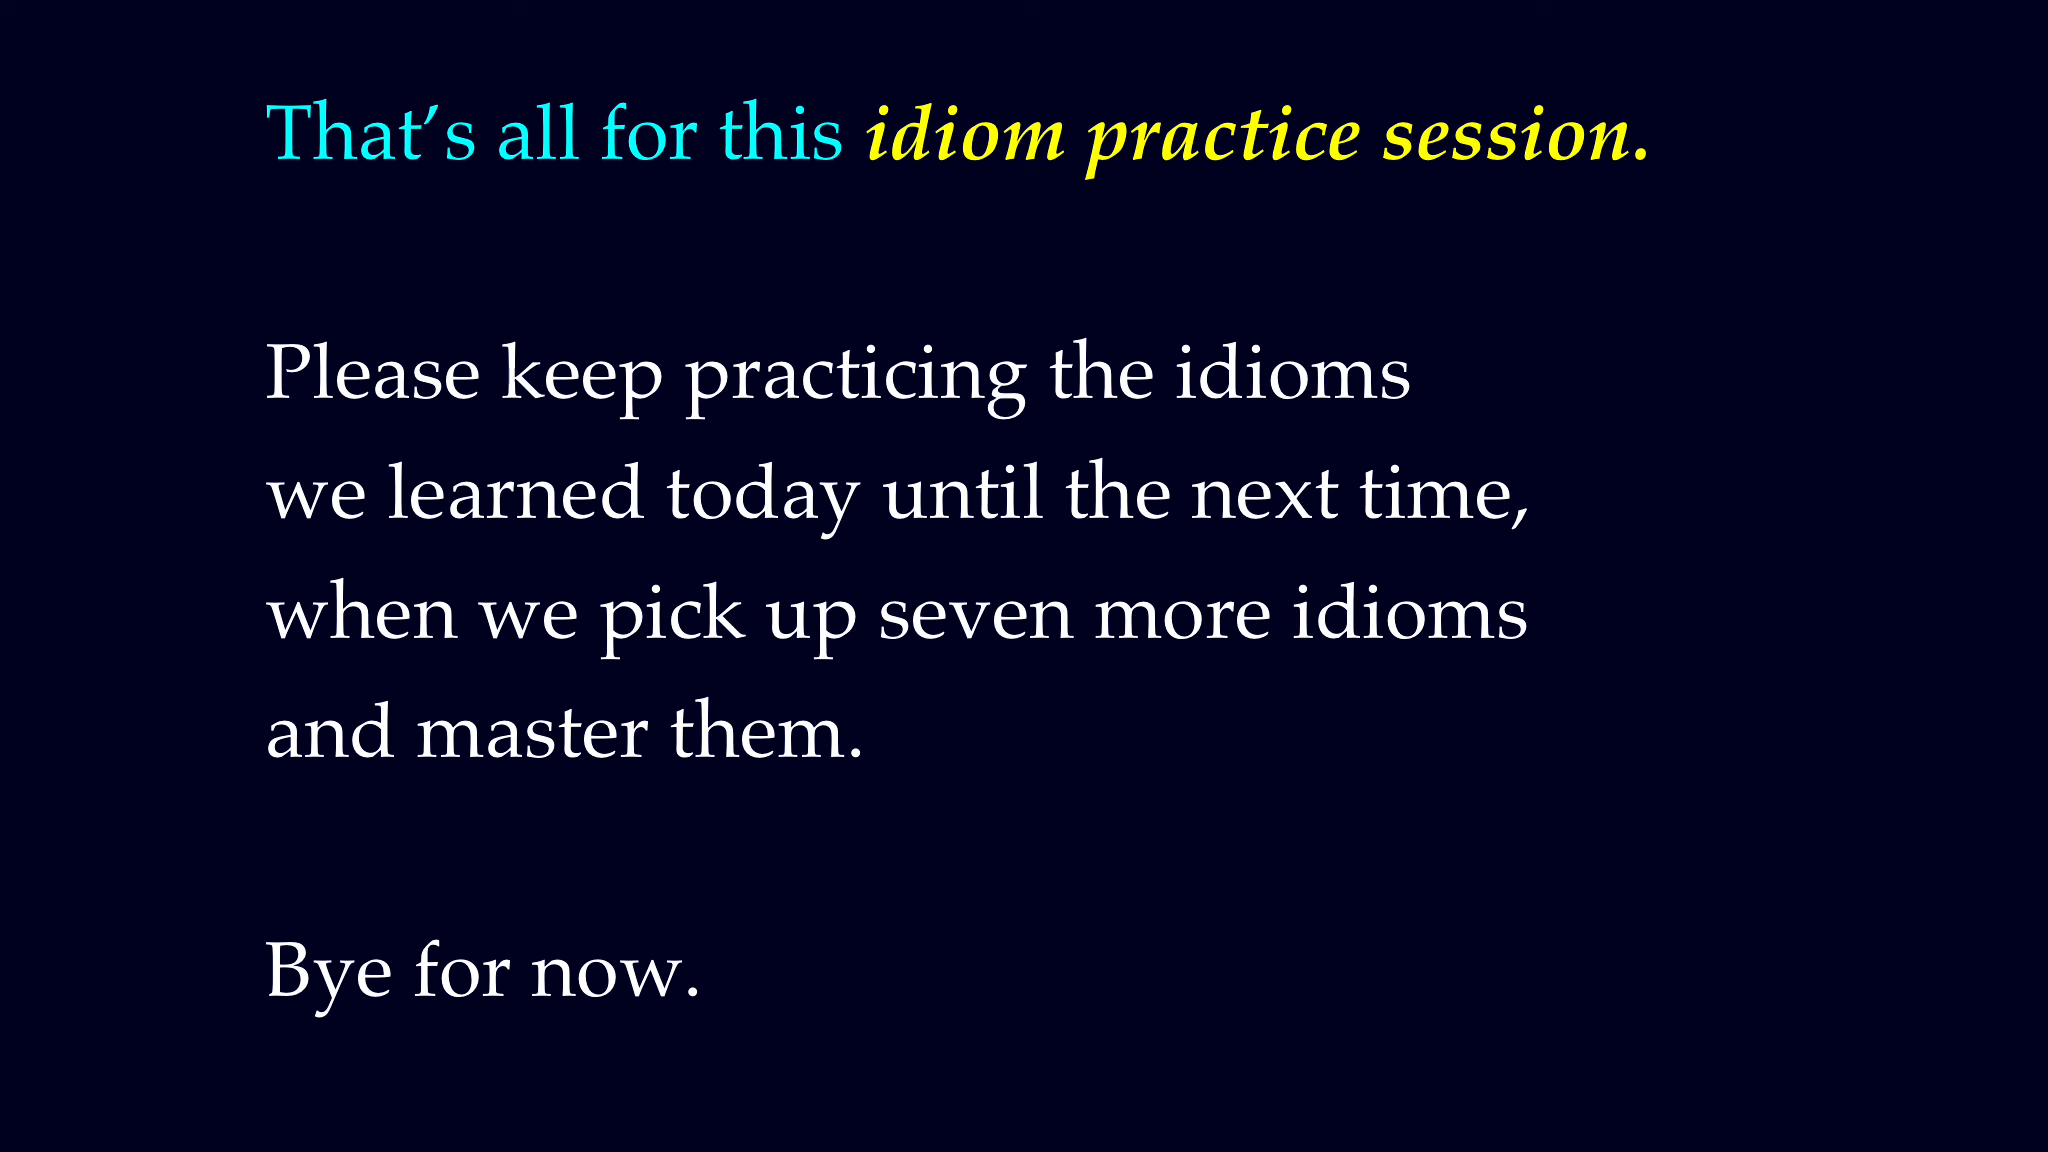 That’s all for this idiom practice session.
Please keep practicing the idioms
we learned today until the next time,
when we pick up seven more idioms
and master them.
Bye for now.